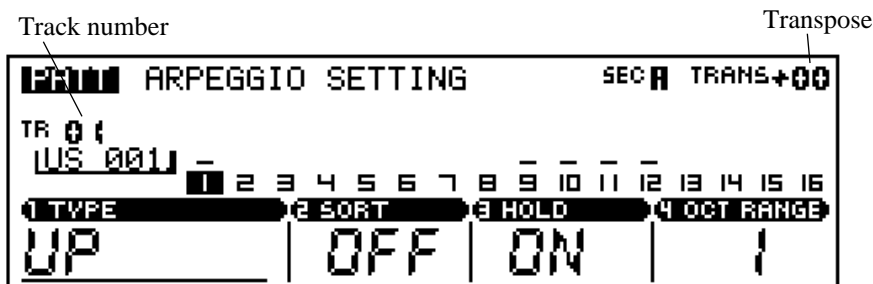 Track number
Transpose
PATT ARPEGGIO SETTING SEC A TRANS+00
TR 01
US 001
1 2 3 4 5 6 7 8 9 10 11 12 13 14 15 16
1 TYPE 2 SORT 3 HOLD 4 OCT RANGE
UP OFF ON 1